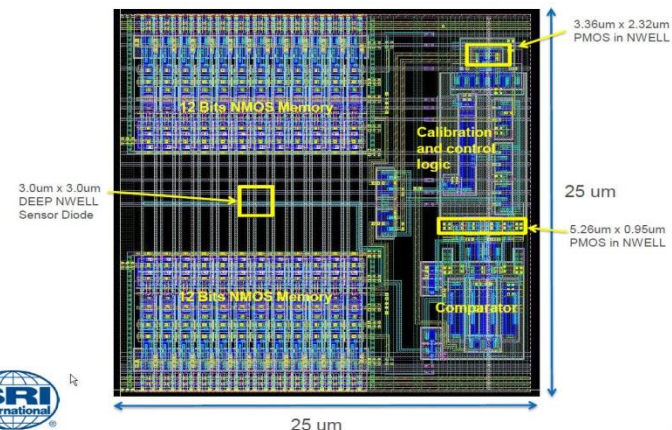 3.36um x 2.32um
PMOS in NWELL
12 Bits NMOS Memory
Calibration
and control
logic
3.0um x 3.0um
DEEP NWELL
Sensor Diode
25 um
5.26um x 0.95um
PMOS in NWELL
12 Bits NMOS Memory
Comparator
SRI
International
®
25 um